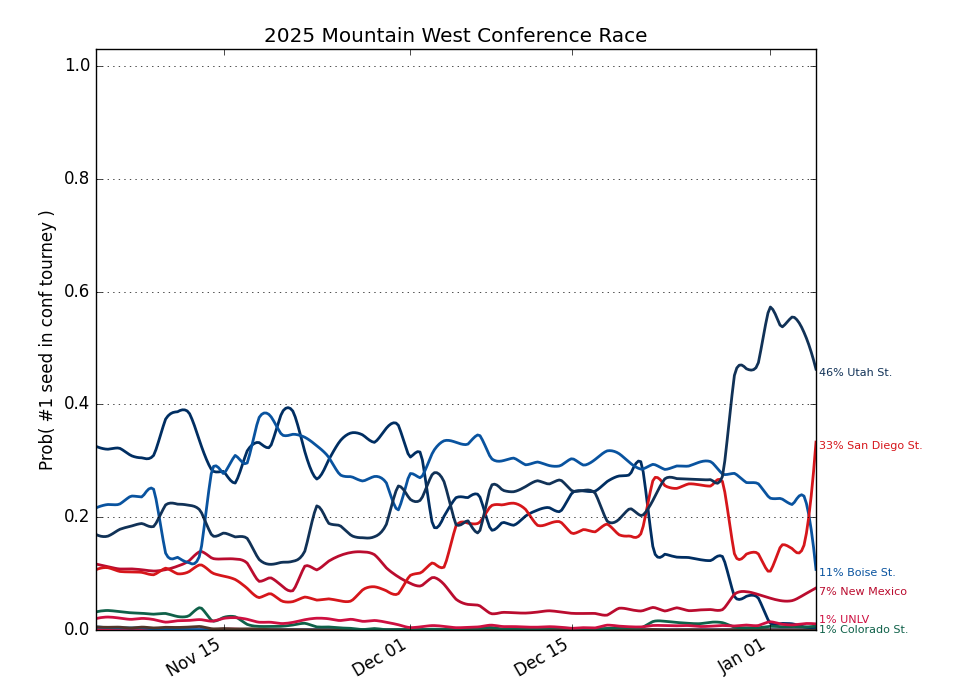 2025 Mountain West Conference Race
Prob( #1 seed in conf tourney )
1.0
0.8
0.6
0.4
0.2
0.0
Nov 15
Dec 01
Dec 15
Jan 01
46% Utah St.
33% San Diego St.
11% Boise St.
7% New Mexico
1% UNLV
1% Colorado St.